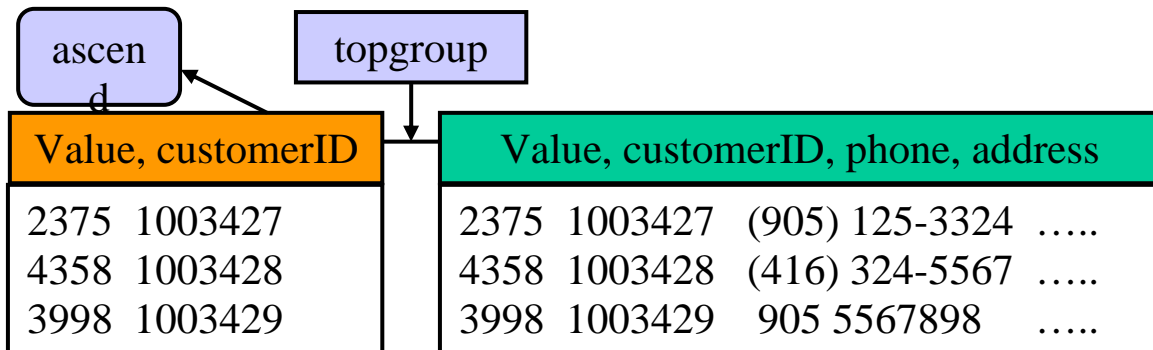 ascen
d
topgroup
Value, customerID
Value, customerID, phone, address
2375 1003427
4358 1003428
3998 1003429
2375 1003427 (905) 125-3324 …..
4358 1003428 (416) 324-5567 …..
3998 1003429 905 5567898 …..